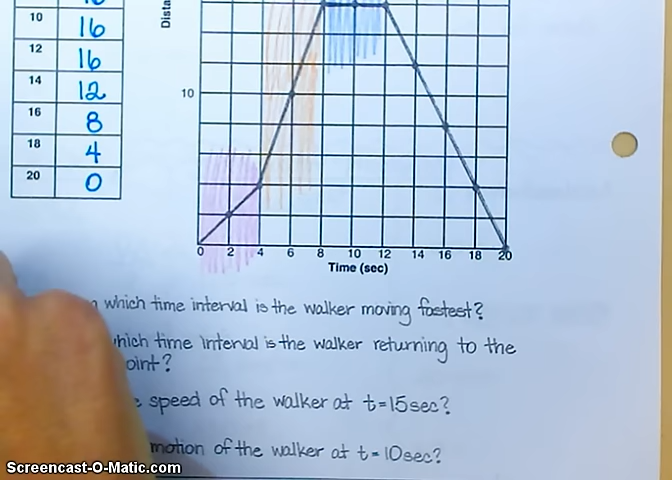 10 16
12 16
14 12
16 8
18 4
20 0
Dista
10
0 2 4 6 8 10 12 14 16 18 20
Time (sec)
which time interval is the walker moving fastest?
hich time interval is the walker returning to the
oint?
speed of the walker at t=15sec?
motion of the walker at t=10sec?
Screencast-O-Matic.com